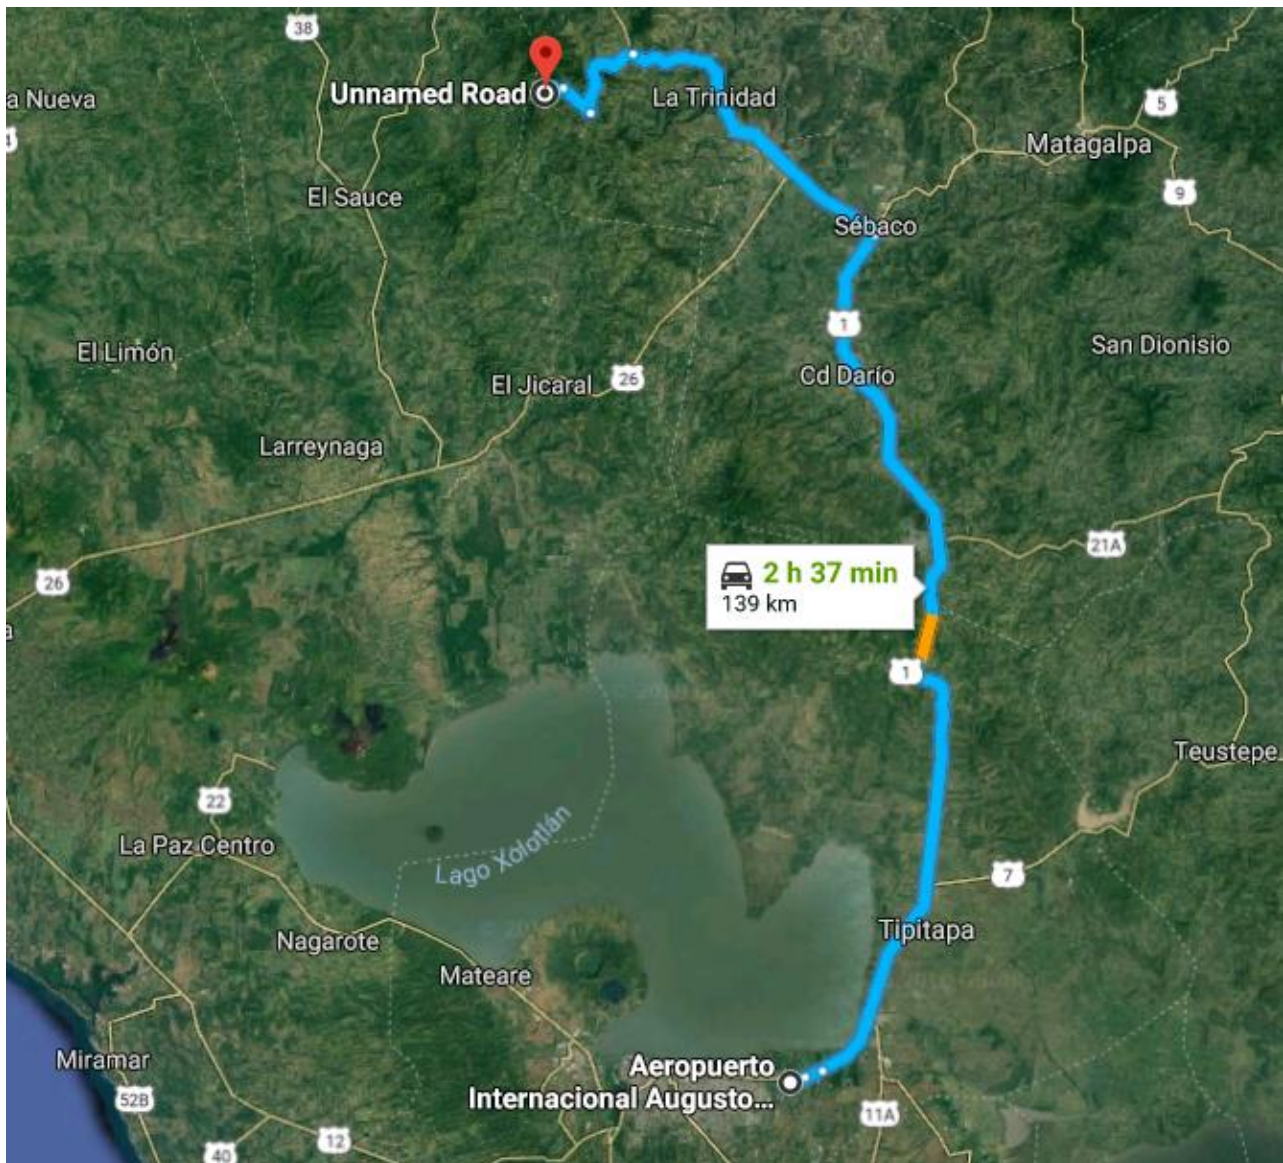 38
Unnamed Road
a Nueva
La Trinidad
5
Matagalpa
9
El Sauce
Sébaco
1
El Limón
San Dionisio
Cd Darío
El Jicaral
26
Larreynaga
21A
26
2 h 37 min
139 km
1
Teustepe
22
La Paz Centro
Lago Xolotlán
7
Tipitapa
Nagarote
Mateare
Miramar
Aeropuerto
Internacional Augusto...
52B
11A
12
40